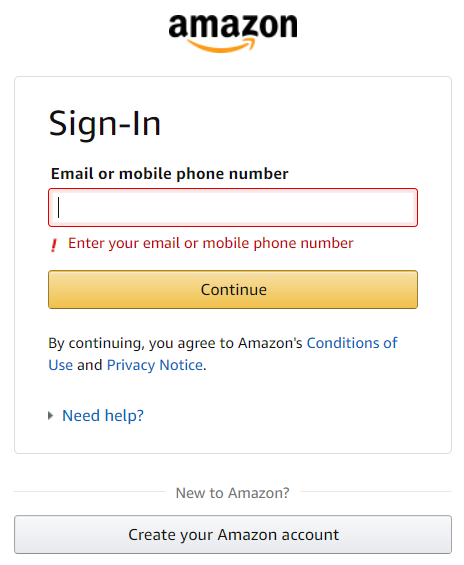 amazon
Sign-In
Email or mobile phone number
! Enter your email or mobile phone number
Continue
By continuing, you agree to Amazon's Conditions of
Use and Privacy Notice.
Need help?
New to Amazon?
Create your Amazon account